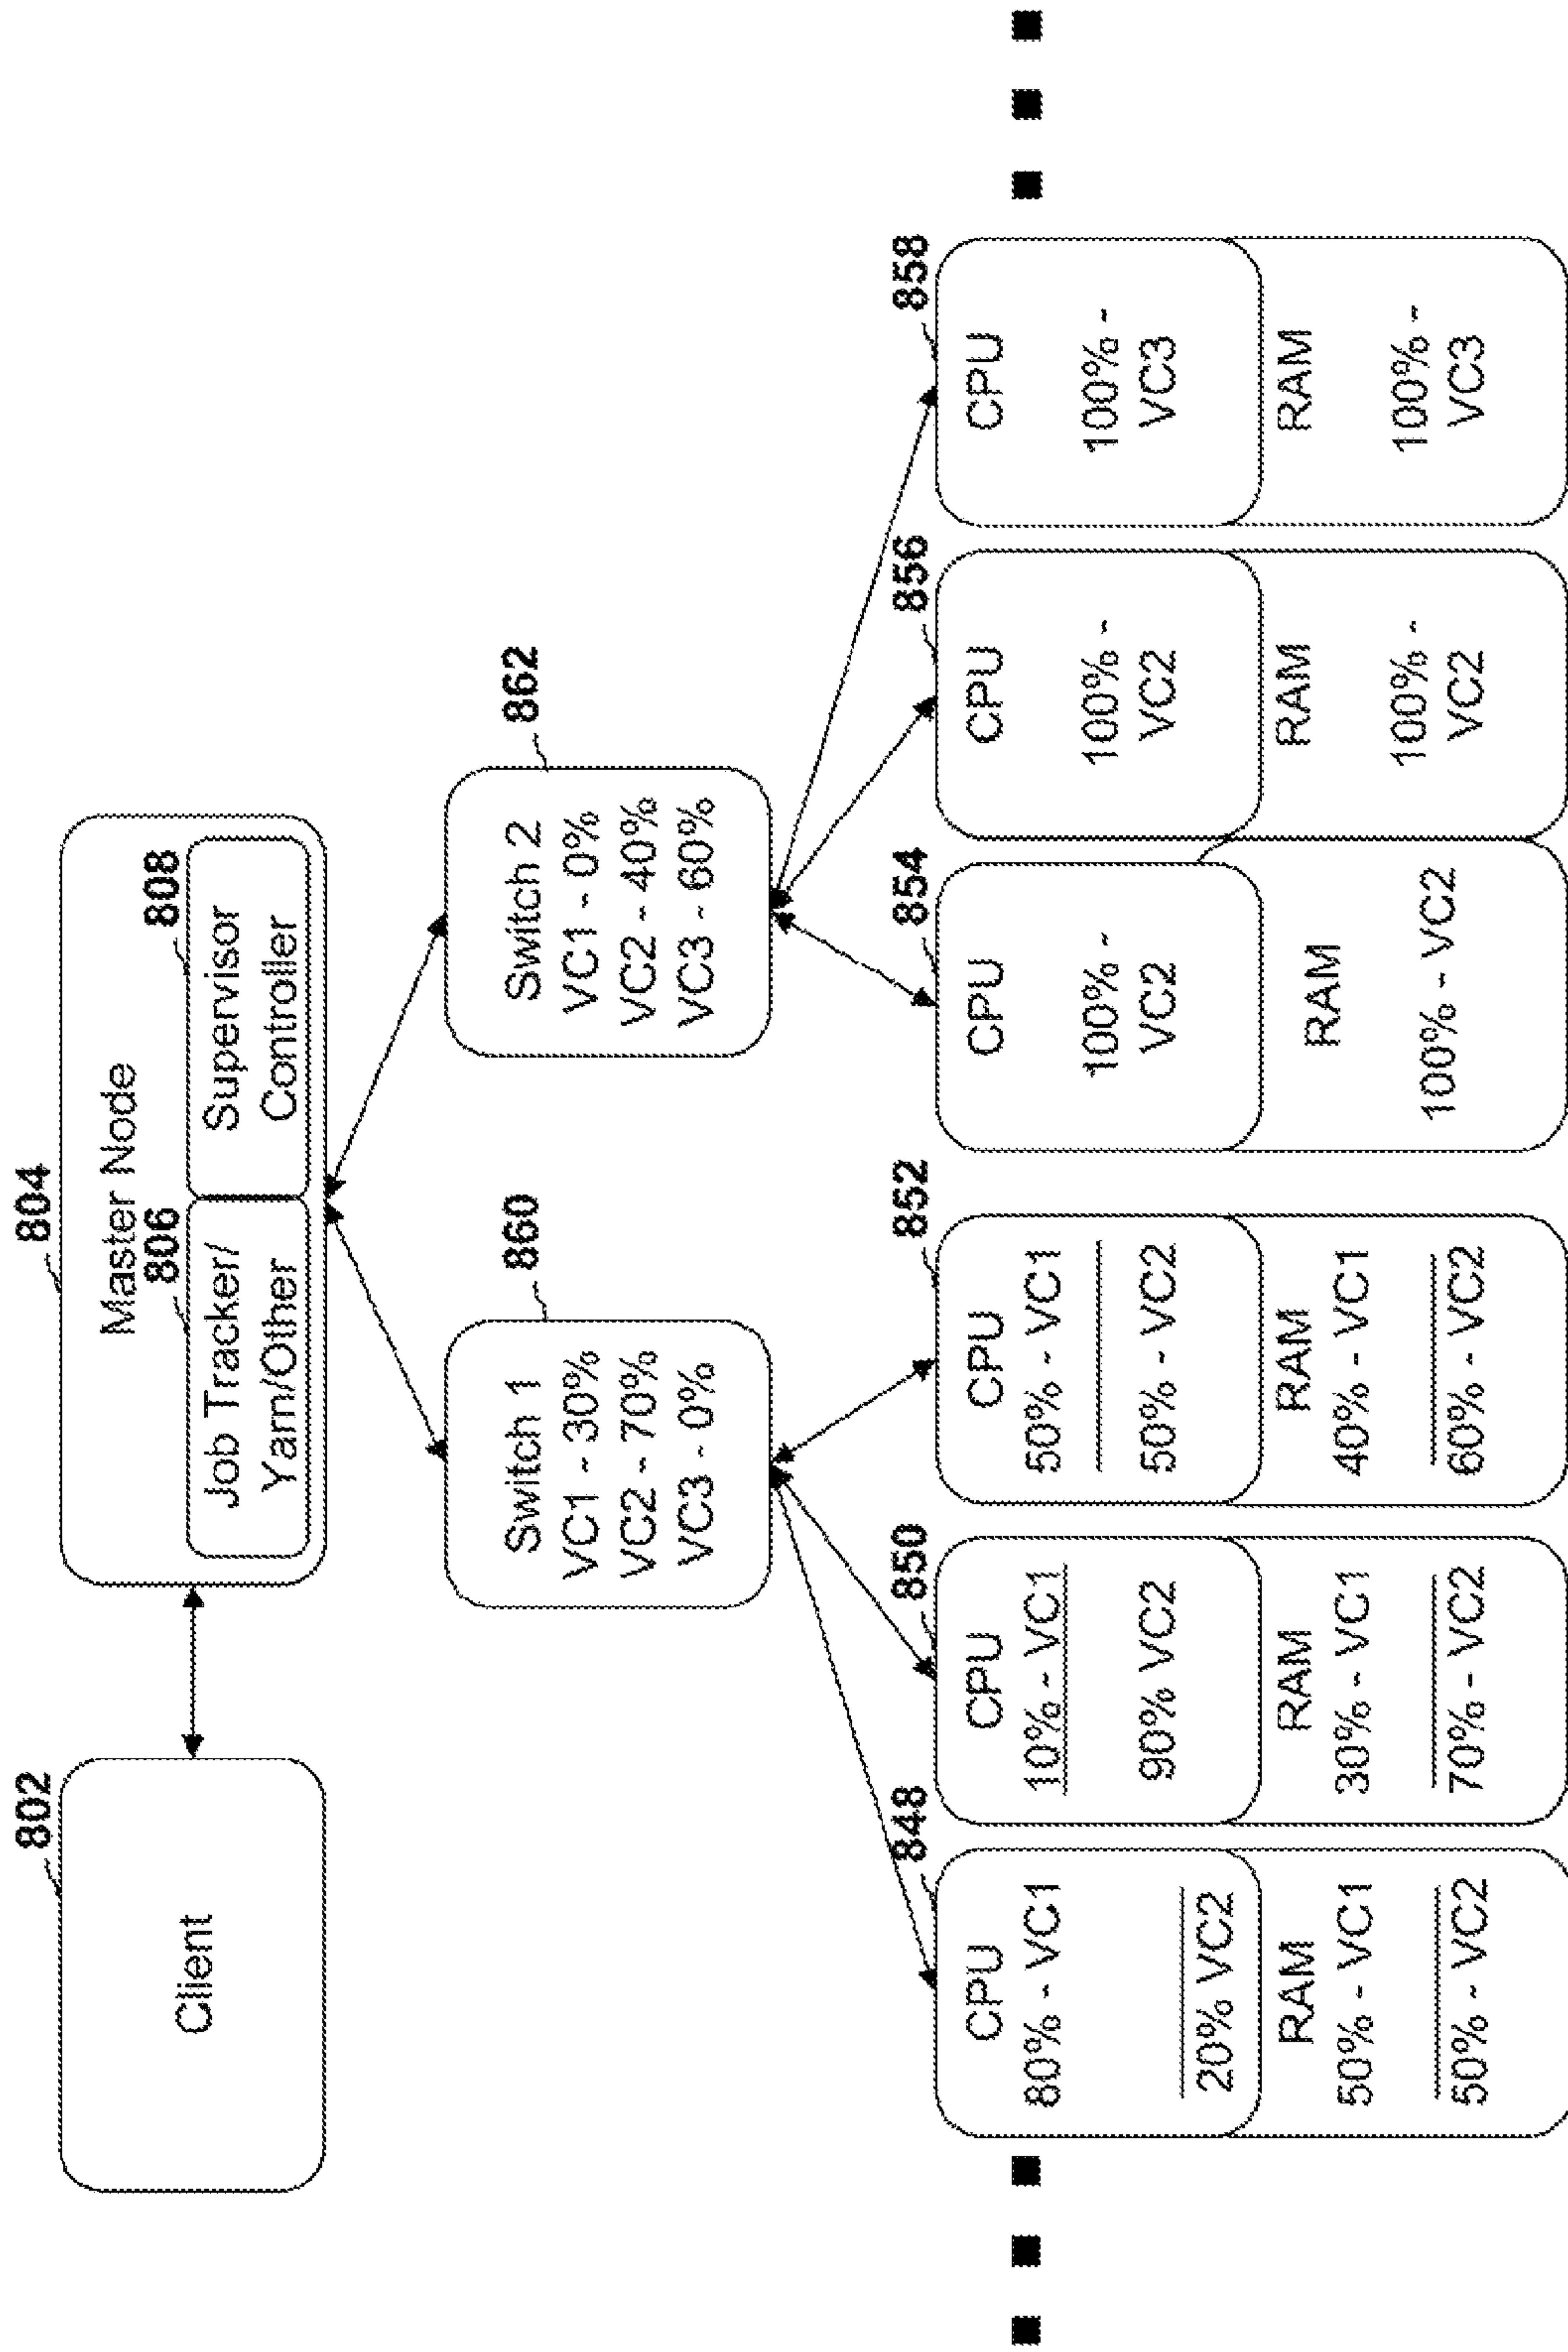 802
Client
804
Master Node
806
Job Tracker/
Yarn/Other
808
Supervisor
Controller
860
Switch 1
VC1 - 30%
VC2 - 70%
VC3 - 0%
862
Switch 2
VC1 - 0%
VC2 - 40%
VC3 - 60%
848
CPU
80% - VC1
20% VC2
RAM
50% - VC1
50% - VC2
850
CPU
10% - VC1
90% VC2
RAM
30% - VC1
70% - VC2
852
CPU
50% - VC1
50% - VC2
RAM
40% - VC1
60% - VC2
854
CPU
100% -
VC2
RAM
100% - VC2
856
CPU
100% -
VC2
RAM
100% -
VC2
858
CPU
100% -
VC3
RAM
100% -
VC3